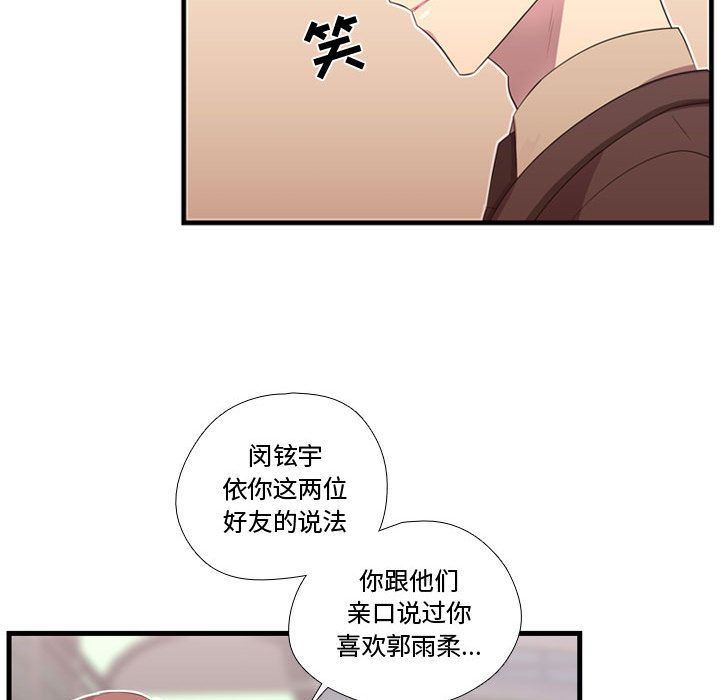 笑
闵铉宇
依你这两位
好友的说法
你跟他们
亲口说过你
喜欢郭雨柔...